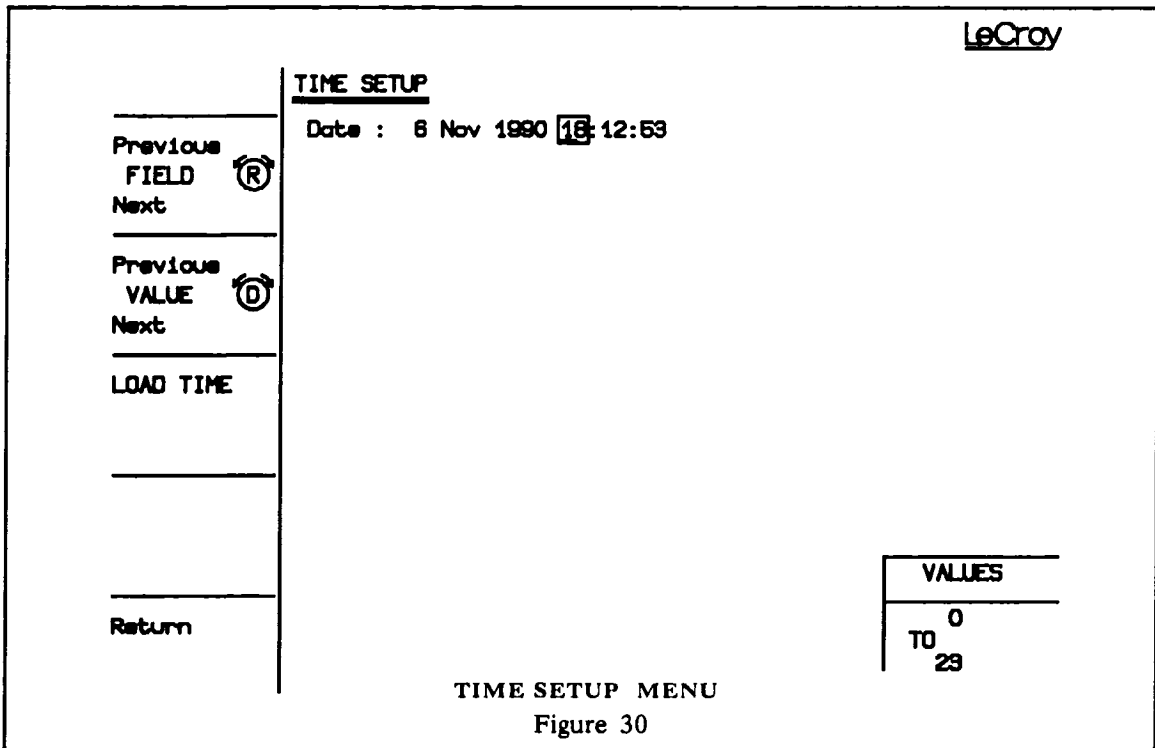 LeCroy
TIME SETUP
Date : 6 Nov 1990 18:12:53
Previous
FIELD R
Next
Previous
VALUE D
Next
LOAD TIME
Return
VALUES
0
TO
23
TIME SETUP MENU
Figure 30